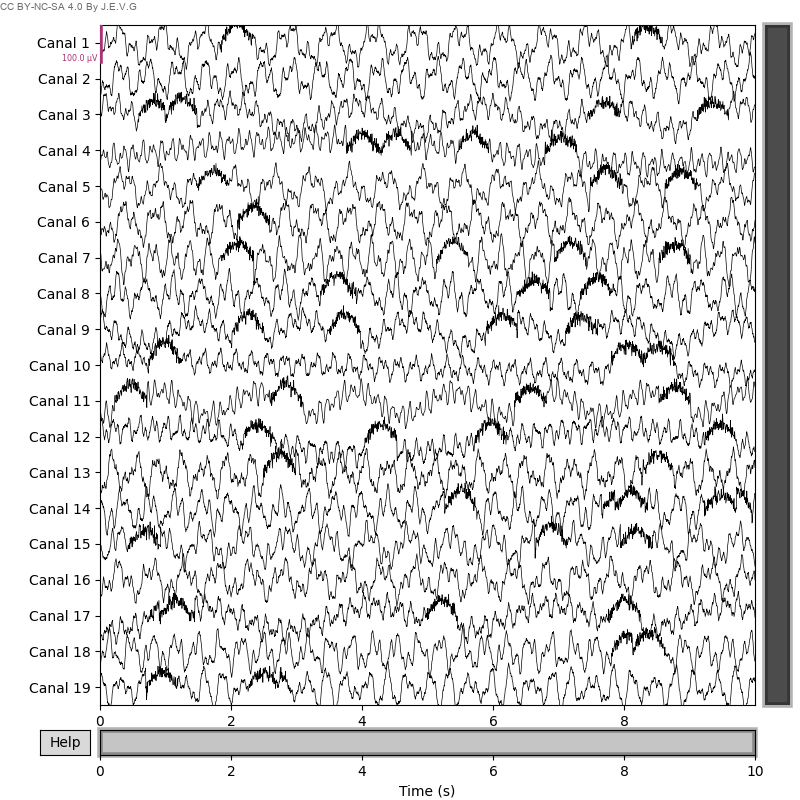 CC BY-NC-SA 4.0 By J.E.V.G
Canal 1
100.0 µV
Canal 2
Canal 3
Canal 4
Canal 5
Canal 6
Canal 7
Canal 8
Canal 9
Canal 10
Canal 11
Canal 12
Canal 13
Canal 14
Canal 15
Canal 16
Canal 17
Canal 18
Canal 19
0 2 4 6 8
Help
0 2 4 6 8 10
Time (s)